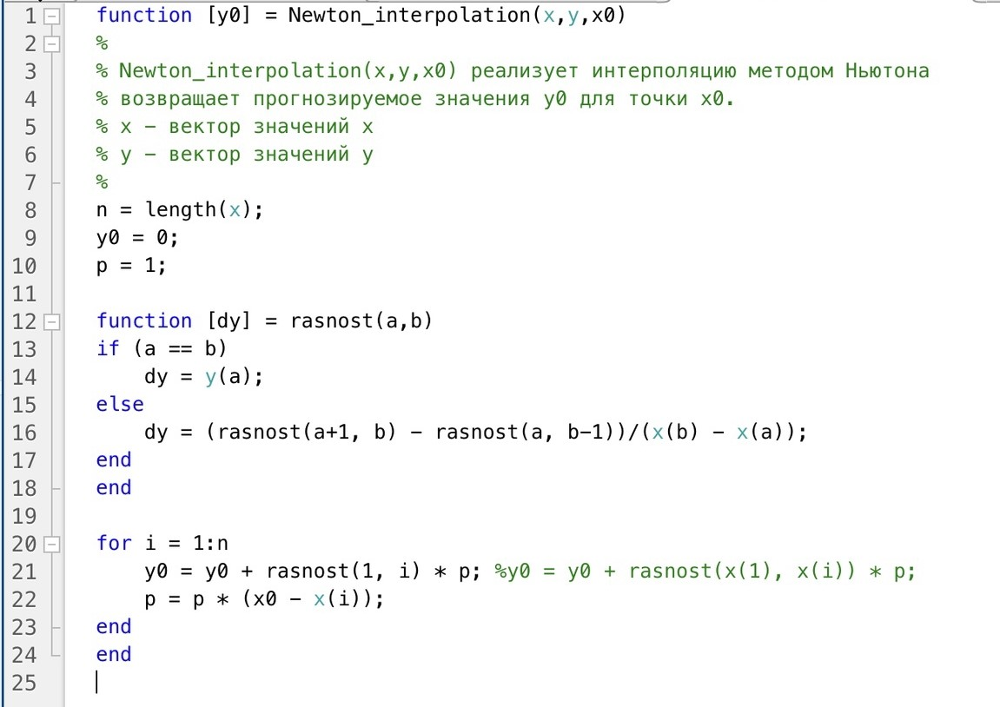 1 function [y0] = Newton_interpolation(x,y,x0)
2 %
3 % Newton_interpolation(x,y,x0) реализует интерполяцию методом Ньютона
4 % возвращает прогнозируемое значения y0 для точки x0.
5 % x – вектор значений x
6 % y – вектор значений y
7 %
8 n = length(x);
9 y0 = 0;
10 p = 1;
11
12 function [dy] = rasnost(a,b)
13 if (a == b)
14     dy = y(a);
15 else
16     dy = (rasnost(a+1, b) – rasnost(a, b–1))/(x(b) – x(a));
17 end
18 end
19
20 for i = 1:n
21     y0 = y0 + rasnost(1, i) * p; %y0 = y0 + rasnost(x(1), x(i)) * p;
22     p = p * (x0 – x(i));
23 end
24 end
25